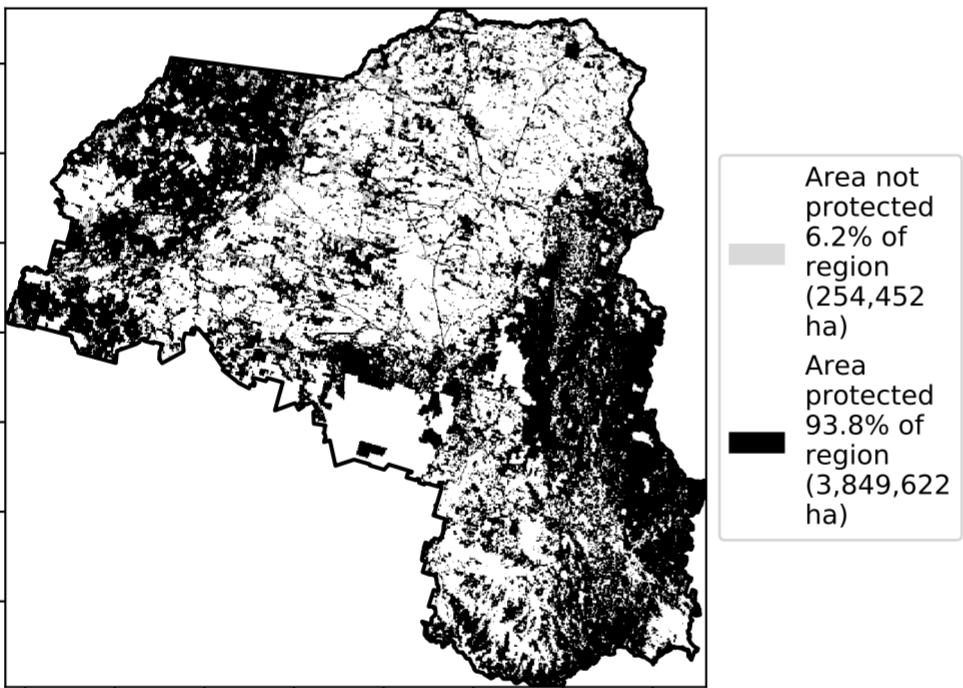 Area not
protected
6.2% of
region
(254,452
ha)
Area
protected
93.8% of
region
(3,849,622
ha)